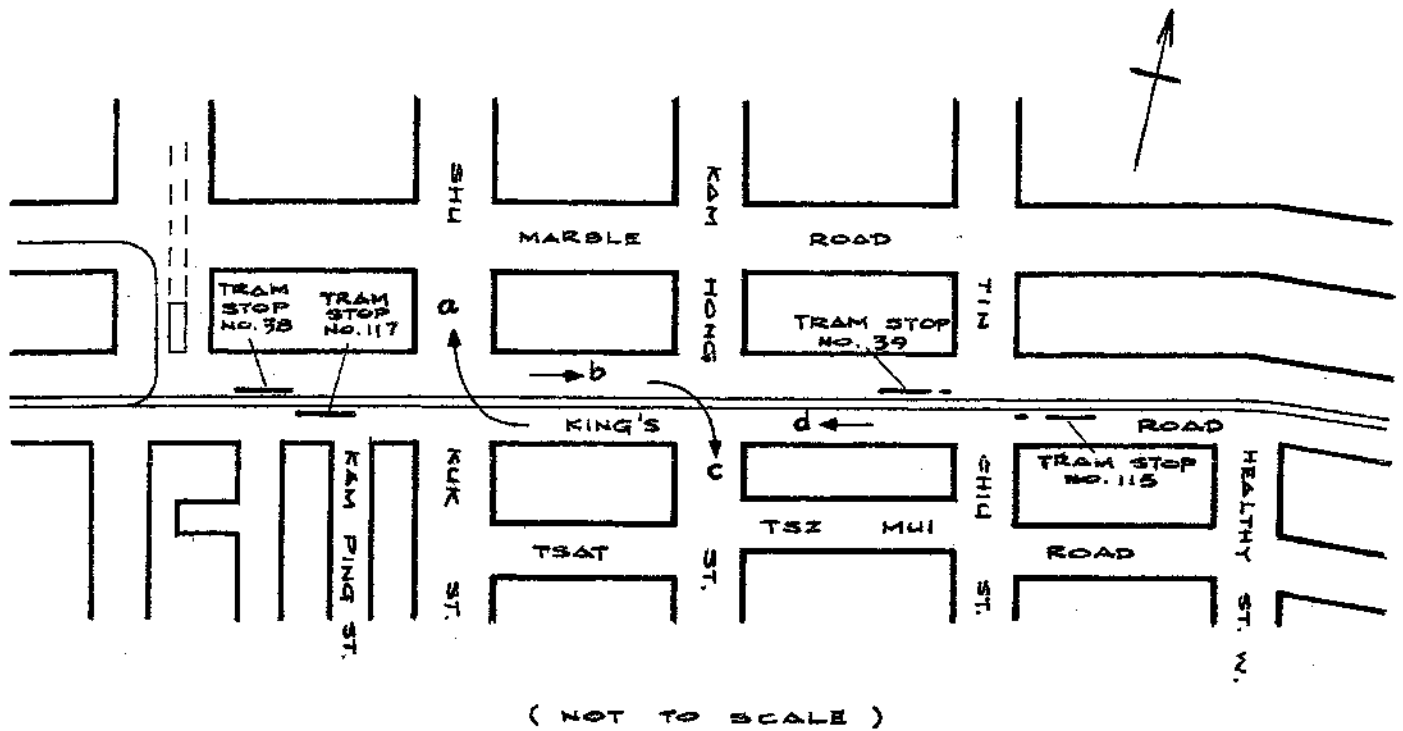 SHU
KUK
ST.
KAM
HONG
ST.
TIN
CHIU
ST.
MARBLE ROAD
TRAM
STOP
NO. 38
TRAM
STOP
NO. 117
TRAM STOP
NO. 39
a
b
KING'S ROAD
d
c
TRAM STOP
NO. 115
KAM PING ST.
HEALTHY ST. W.
TSAT TSZ MUI ROAD
( NOT TO SCALE )